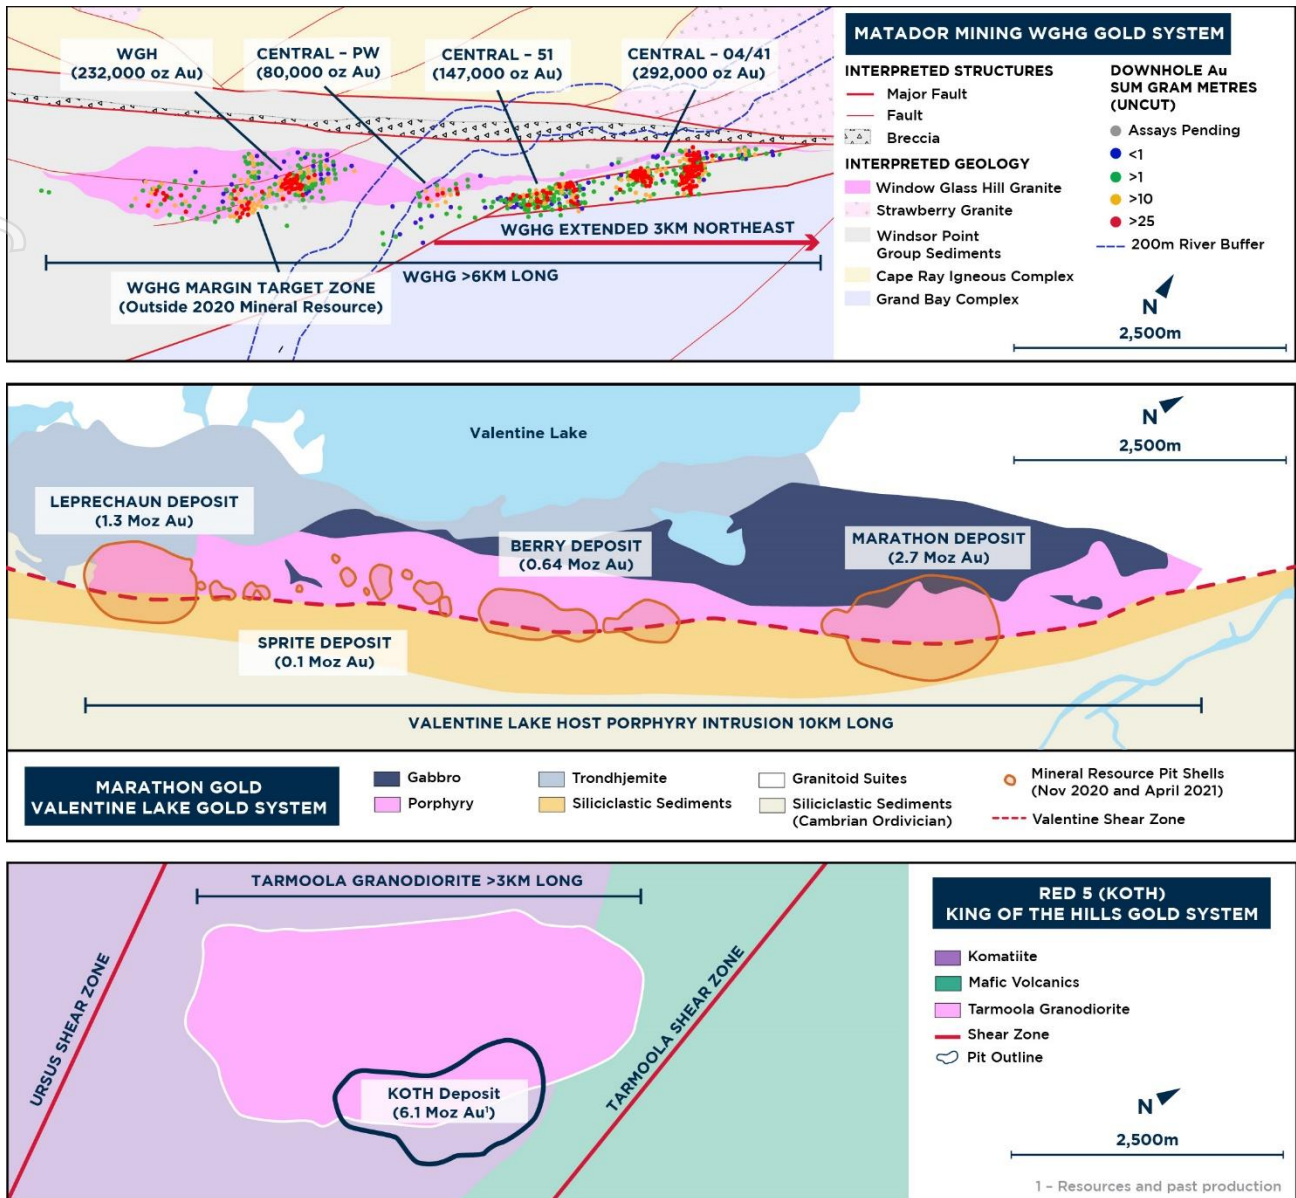 WGH
(232,000 oz Au)
CENTRAL – PW
(80,000 oz Au)
CENTRAL – 51
(147,000 oz Au)
CENTRAL – 04/41
(292,000 oz Au)
WGHG EXTENDED 3KM NORTHEAST
WGHG >6KM LONG
WGHG MARGIN TARGET ZONE
(Outside 2020 Mineral Resource)
MATADOR MINING WGHG GOLD SYSTEM
INTERPRETED STRUCTURES
Major Fault
Fault
Breccia
INTERPRETED GEOLOGY
Window Glass Hill Granite
Strawberry Granite
Windsor Point
Group Sediments
Cape Ray Igneous Complex
Grand Bay Complex
DOWNHOLE Au
SUM GRAM METRES
(UNCUT)
Assays Pending
<1
>1
>10
>25
200m River Buffer
N
2,500m
Valentine Lake
N
2,500m
LEPRECHAUN DEPOSIT
(1.3 Moz Au)
BERRY DEPOSIT
(0.64 Moz Au)
MARATHON DEPOSIT
(2.7 Moz Au)
SPRITE DEPOSIT
(0.1 Moz Au)
VALENTINE LAKE HOST PORPHYRY INTRUSION 10KM LONG
MARATHON GOLD
VALENTINE LAKE GOLD SYSTEM
Gabbro
Porphyry
Trondhjemite
Siliciclastic Sediments
Granitoid Suites
Siliciclastic Sediments
(Cambrian Ordivician)
Mineral Resource Pit Shells
(Nov 2020 and April 2021)
Valentine Shear Zone
TARMOOLA GRANODIORITE >3KM LONG
URSUS SHEAR ZONE
KOTH Deposit
(6.1 Moz Au¹)
TARMOOLA SHEAR ZONE
RED 5 (KOTH)
KING OF THE HILLS GOLD SYSTEM
Komatiite
Mafic Volcanics
Tarmoola Granodiorite
Shear Zone
Pit Outline
N
2,500m
1 – Resources and past production